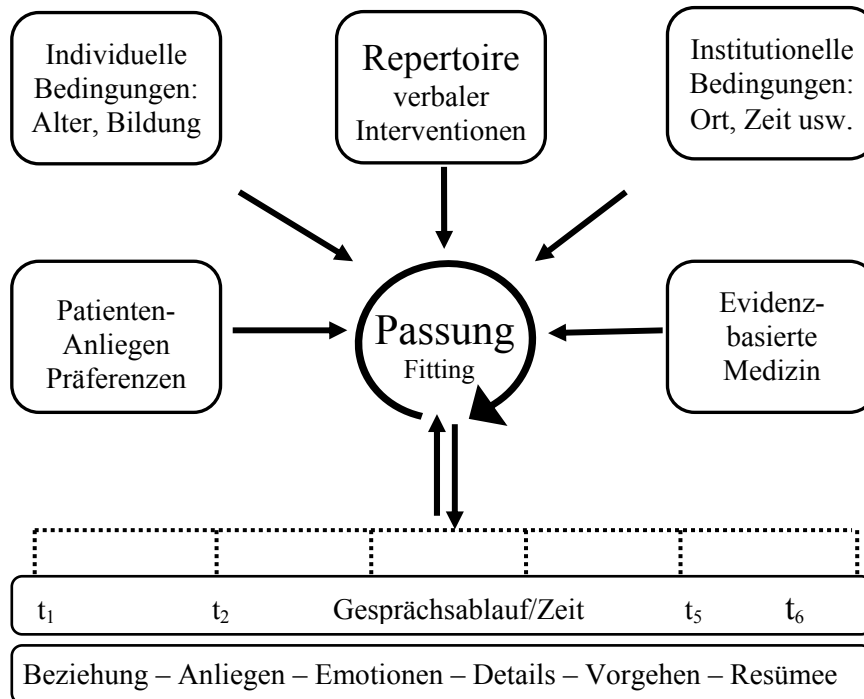 Individuelle
Bedingungen:
Alter, Bildung
Repertoire
verbaler
Interventionen
Institutionelle
Bedingungen:
Ort, Zeit usw.
Patienten-
Anliegen
Präferenzen
Passung
Fitting
Evidenz-
basierte
Medizin
t₁ t₂ Gesprächsablauf/Zeit t₅ t₆
Beziehung – Anliegen – Emotionen – Details – Vorgehen – Resümee